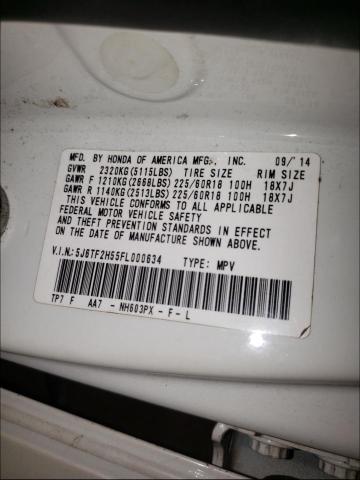 MFD. BY HONDA OF AMERICA MFG., INC. 09/'14
GVWR 2320KG(5115LBS) TIRE SIZE RIM SIZE
GAWR F 1210KG(2668LBS) 225/60R18 100H 18X7J
GAWR R 1140KG(2513LBS) 225/60R18 100H 18X7J
THIS VEHICLE CONFORMS TO ALL APPLICABLE
FEDERAL MOTOR VEHICLE SAFETY
AND THEFT PREVENTION STANDARDS IN EFFECT ON THE
DATE OF MANUFACTURE SHOWN ABOVE.
V.I.N.:5J6TF2H55FL000634 TYPE: MPV
TP7 F AA7 - NH603PX - F - L